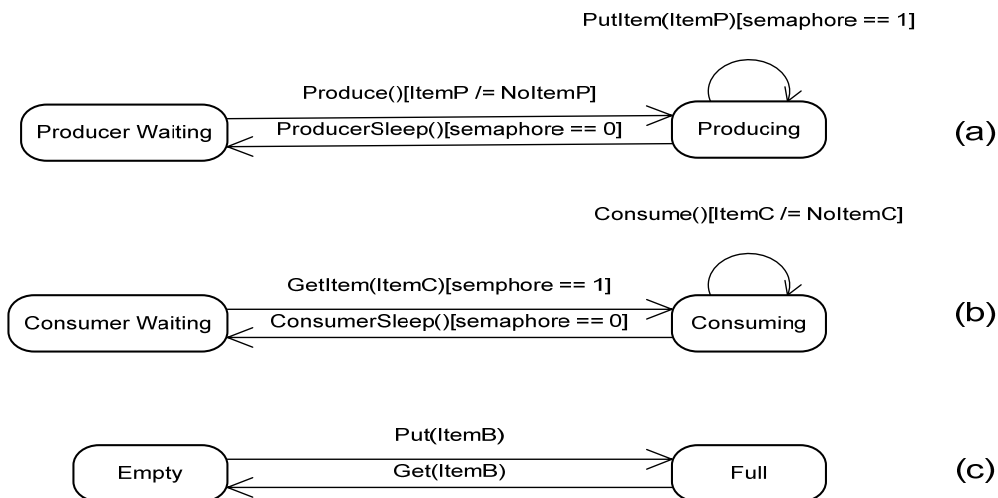 PutItem(ItemP)[semaphore == 1]
Produce()[ItemP /= NoItemP]
Producer Waiting
ProducerSleep()[semaphore == 0]
Producing
(a)
Consume()[ItemC /= NoItemC]
GetItem(ItemC)[semphore == 1]
Consumer Waiting
ConsumerSleep()[semaphore == 0]
Consuming
(b)
Put(ItemB)
Empty
Get(ItemB)
Full
(c)